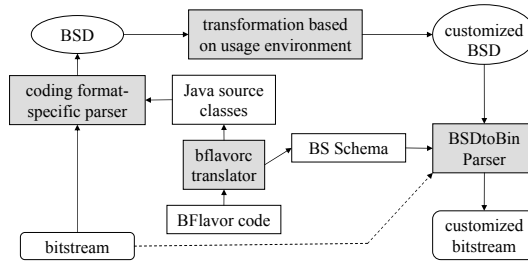 BSD
transformation based
on usage environment
customized
BSD
coding format-
specific parser
Java source
classes
bflavorc
translator
BS Schema
BSDtoBin
Parser
BFlavor code
bitstream
customized
bitstream